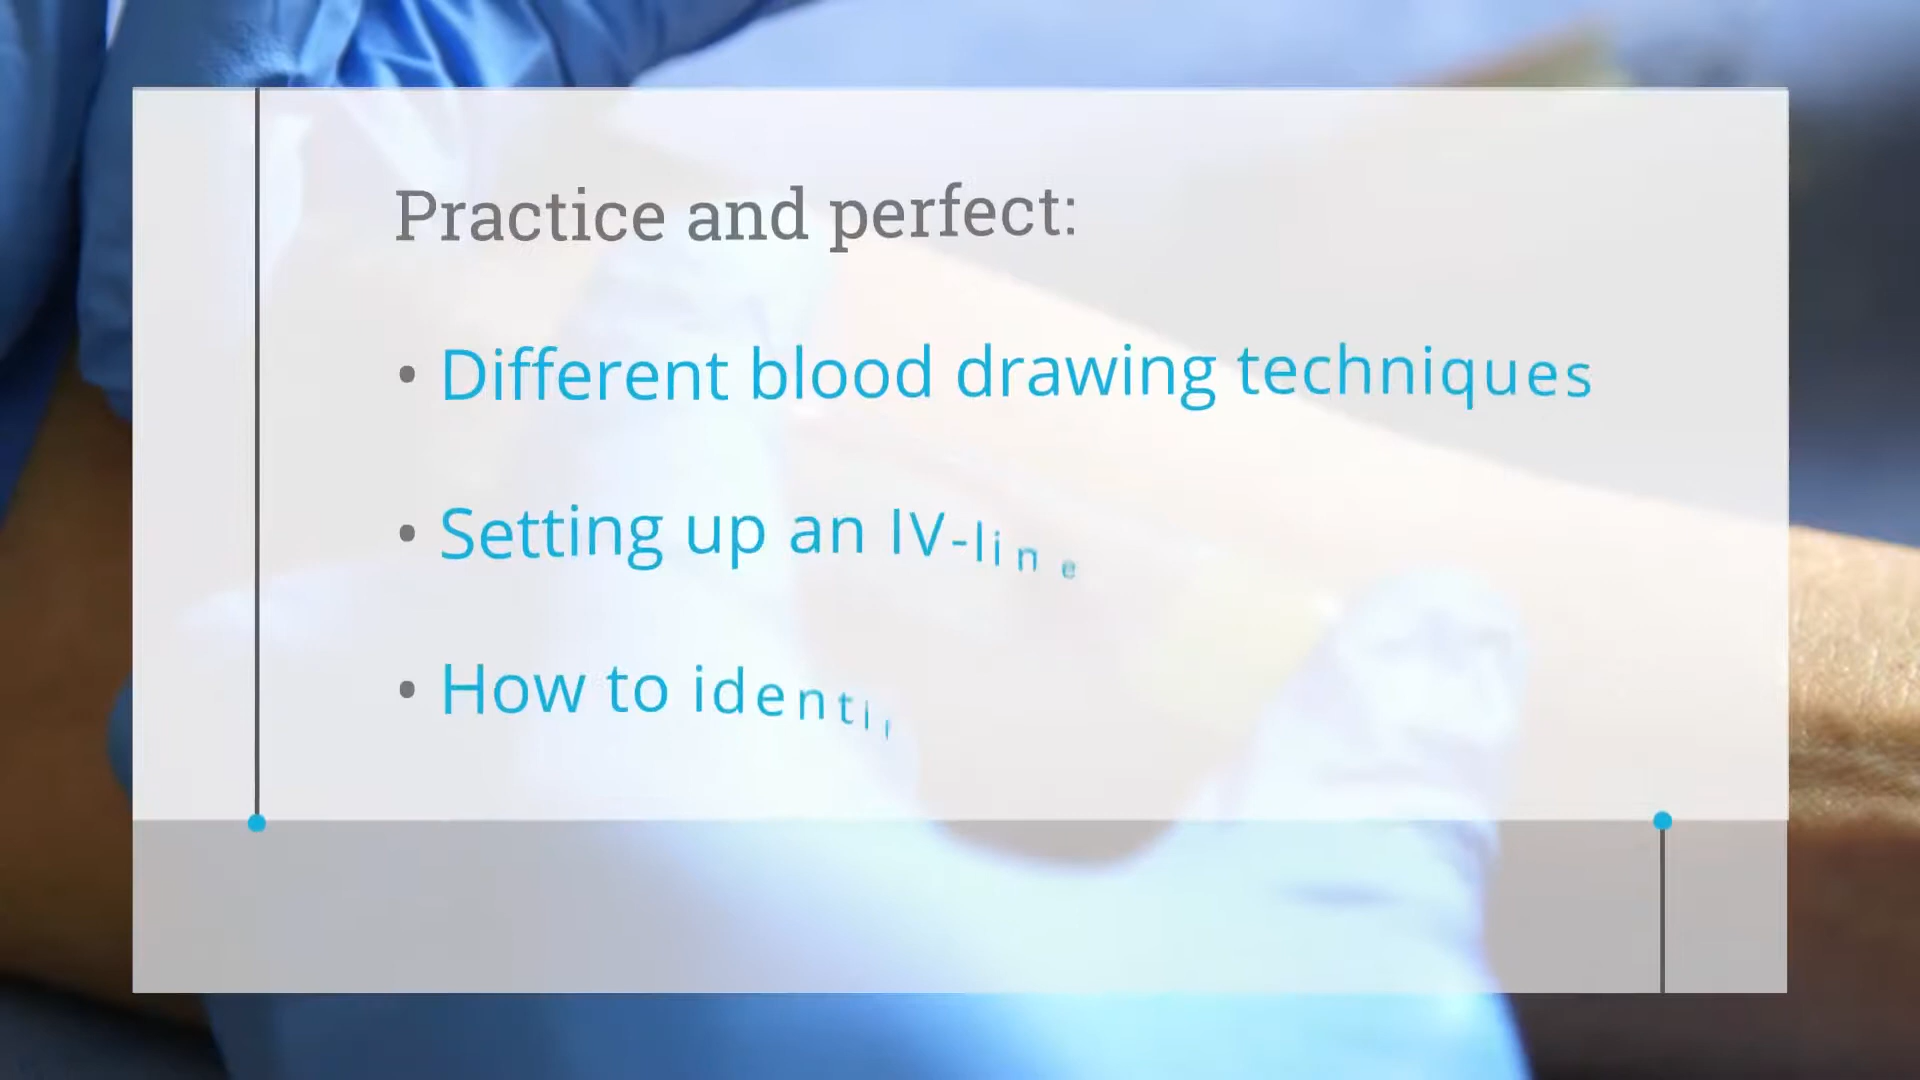 Practice and perfect:
• Different blood drawing techniques
• Setting up an IV-line
• How to